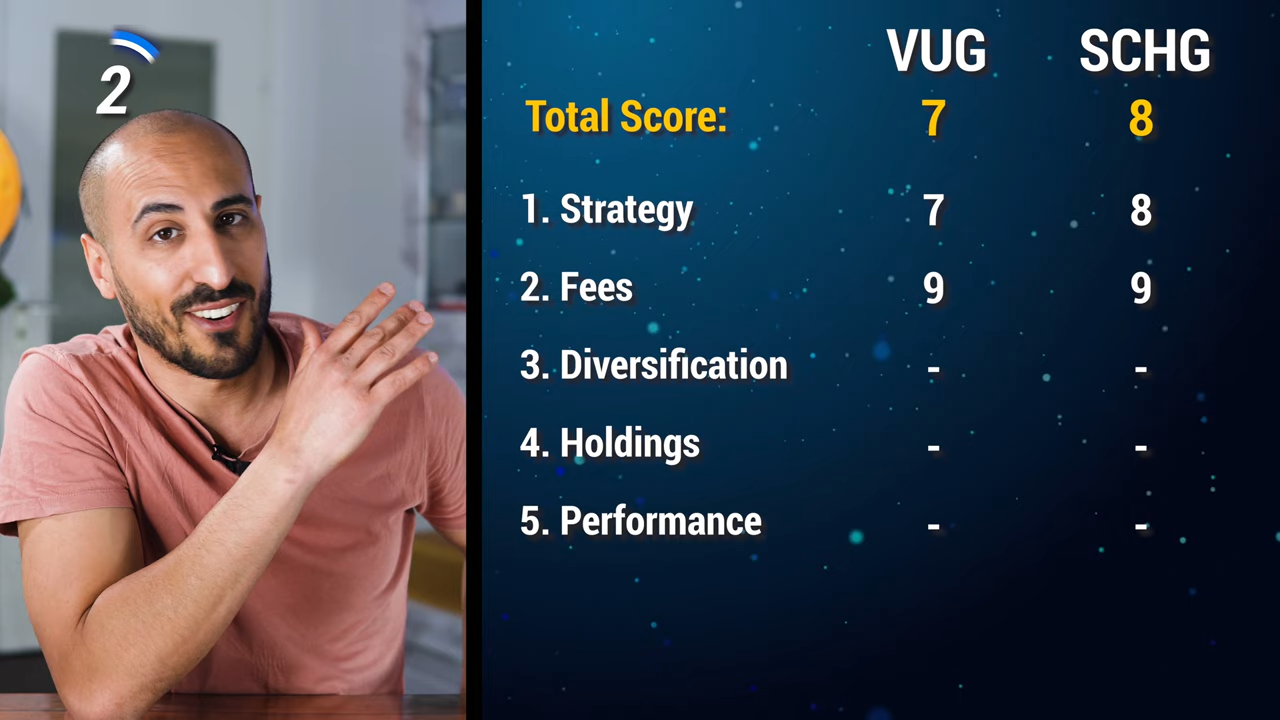 2
VUG SCHG
Total Score: 7 8
1. Strategy 7 8
2. Fees 9 9
3. Diversification - -
4. Holdings - -
5. Performance - -